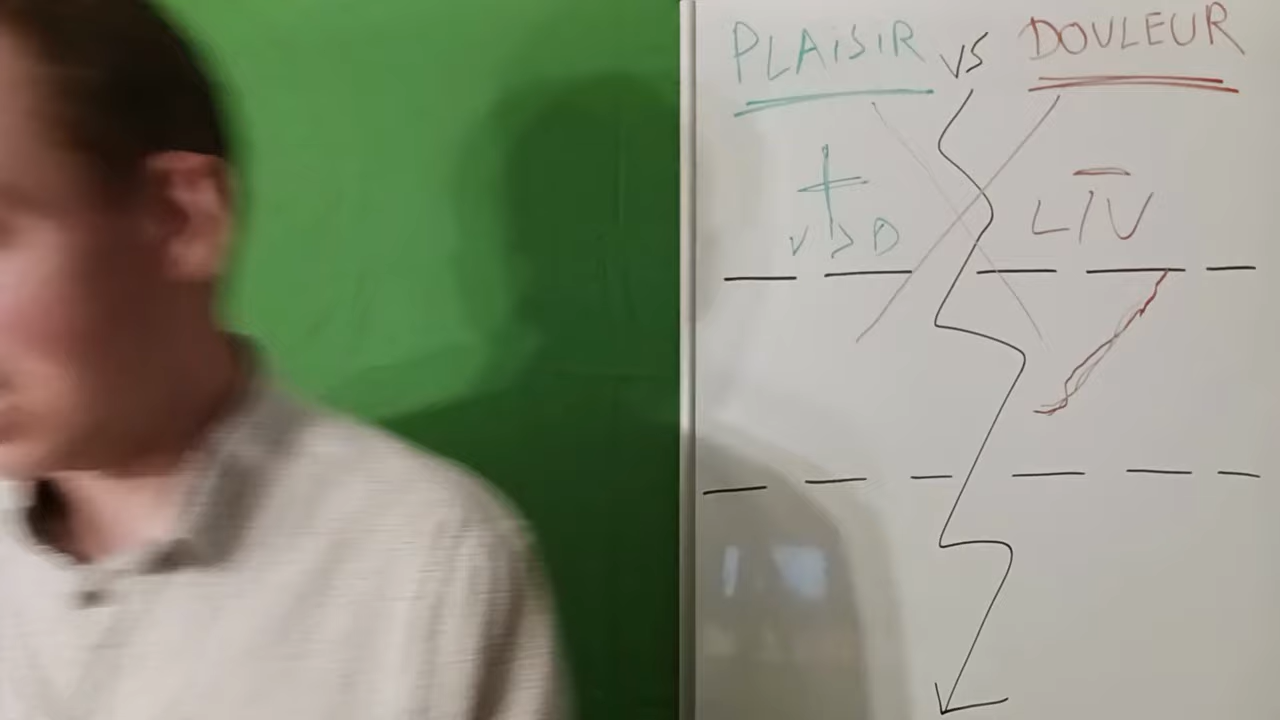 PLAISIR VS DOULEUR
+ -
V > D L I V